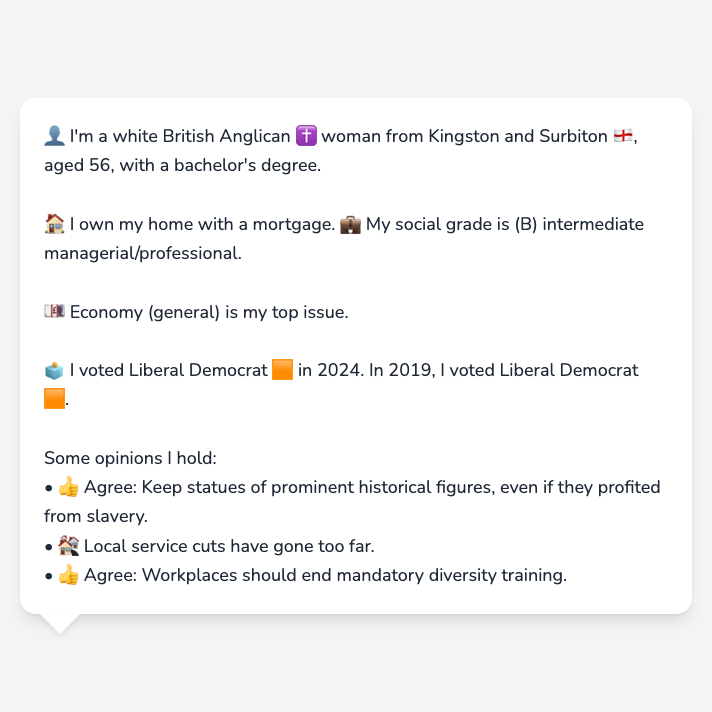 👤 I'm a white British Anglican ✝️ woman from Kingston and Surbiton 🏴󠁧󠁢󠁥󠁮󠁧󠁿,
aged 56, with a bachelor's degree.
🏠 I own my home with a mortgage. 💼 My social grade is (B) intermediate
managerial/professional.
💷 Economy (general) is my top issue.
🗳️ I voted Liberal Democrat 🟧 in 2024. In 2019, I voted Liberal Democrat
🟧.
Some opinions I hold:
• 👍 Agree: Keep statues of prominent historical figures, even if they profited
from slavery.
• 🏘️ Local service cuts have gone too far.
• 👍 Agree: Workplaces should end mandatory diversity training.